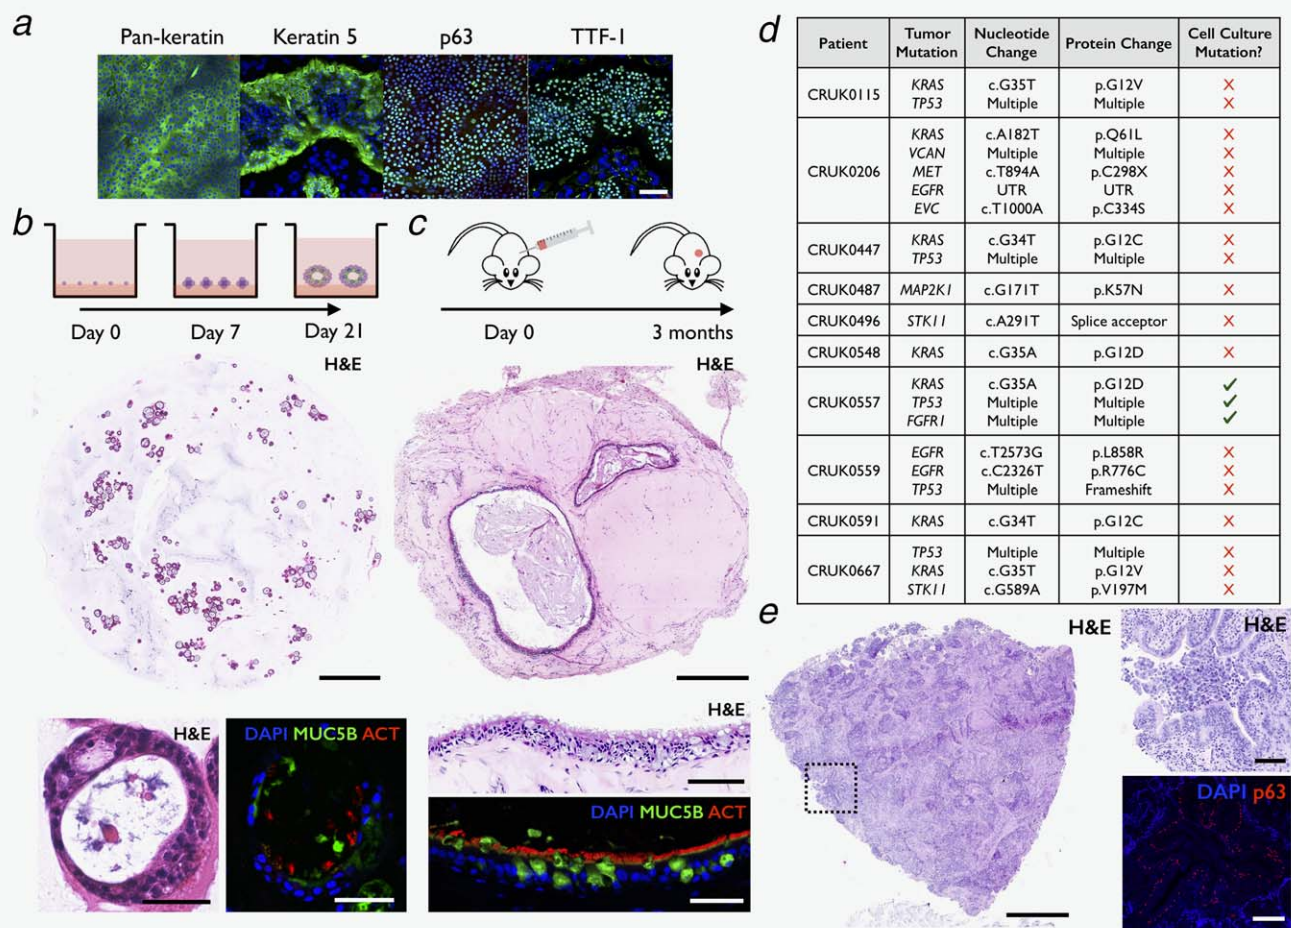 a
Pan-keratin Keratin 5 p63 TTF-1
b
Day 0 Day 7 Day 21
H&E
H&E
DAPI MUC5B ACT
c
Day 0 3 months
H&E
H&E
DAPI MUC5B ACT
d
Patient Tumor Mutation Nucleotide Change Protein Change Cell Culture Mutation?
CRUK0115 KRAS c.G35T p.G12V X
TP53 Multiple Multiple X
CRUK0206 KRAS c.A182T p.Q61L X
VCAN Multiple Multiple X
MET c.T894A p.C298X X
EGFR UTR UTR X
EVC c.T1000A p.C334S X
CRUK0447 KRAS c.G34T p.G12C X
TP53 Multiple Multiple X
CRUK0487 MAP2K1 c.G171T p.K57N X
CRUK0496 STK11 c.A291T Splice acceptor X
CRUK0548 KRAS c.G35A p.G12D X
CRUK0557 KRAS c.G35A p.G12D ✓
TP53 Multiple Multiple ✓
FGFR1 Multiple Multiple ✓
CRUK0559 EGFR c.T2573G p.L858R X
EGFR c.C2326T p.R776C X
TP53 Multiple Frameshift X
CRUK0591 KRAS c.G34T p.G12C X
CRUK0667 TP53 Multiple Multiple X
KRAS c.G35T p.G12V X
STK11 c.G589A p.V197M X
e
H&E
H&E
DAPI p63